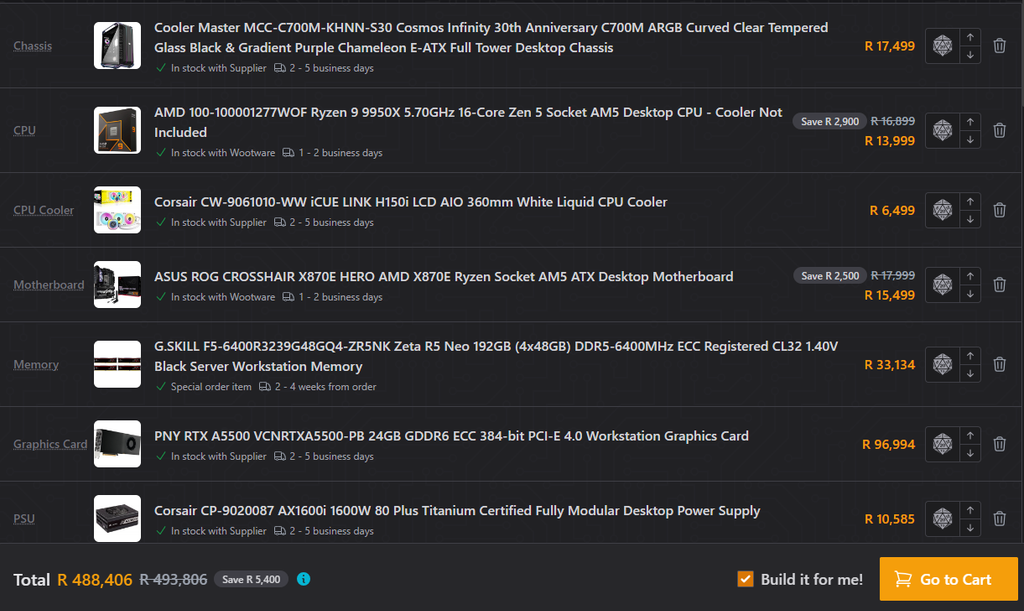 Cooler Master MCC-C700M-KHNN-S30 Cosmos Infinity 30th Anniversary C700M ARGB Curved Clear Tempered
Chassis
Glass Black & Gradient Purple Chameleon E-ATX Full Tower Desktop Chassis
R 17,499
In stock with Supplier 2 - 5 business days
AMD 100-100001277WOF Ryzen 9 9950X 5.70GHz 16-Core Zen 5 Socket AM5 Desktop CPU - Cooler Not
CPU
Included
Save R 2,900 R 16,899
R 13,999
In stock with Wootware 1 - 2 business days
CPU Cooler
Corsair CW-9061010-WW iCUE LINK H150i LCD AIO 360mm White Liquid CPU Cooler
R 6,499
In stock with Supplier 2 - 5 business days
Motherboard
ASUS ROG CROSSHAIR X870E HERO AMD X870E Ryzen Socket AM5 ATX Desktop Motherboard
Save R 2,500 R 17,999
R 15,499
In stock with Wootware 1 - 2 business days
G.SKILL F5-6400R3239G48GQ4-ZR5NK Zeta R5 Neo 192GB (4x48GB) DDR5-6400MHz ECC Registered CL32 1.40V
Memory
Black Server Workstation Memory
R 33,134
Special order item 2 - 4 weeks from order
Graphics Card
PNY RTX A5500 VCNRTXA5500-PB 24GB GDDR6 ECC 384-bit PCI-E 4.0 Workstation Graphics Card
R 96,994
In stock with Supplier 2 - 5 business days
PSU
Corsair CP-9020087 AX1600i 1600W 80 Plus Titanium Certified Fully Modular Desktop Power Supply
R 10,585
In stock with Supplier 2 - 5 business days
Total R 488,406 R 493,806 Save R 5,400
Build it for me!
Go to Cart